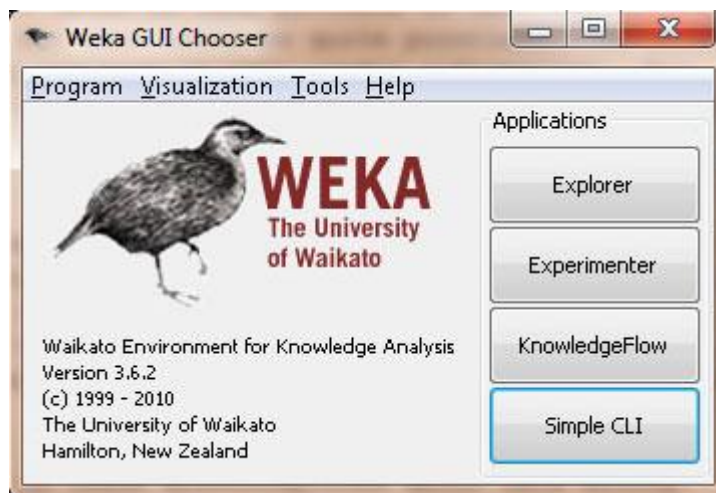 Weka GUI Chooser
Program Visualization Tools Help
WEKA
The University
of Waikato
Waikato Environment for Knowledge Analysis
Version 3.6.2
(c) 1999 - 2010
The University of Waikato
Hamilton, New Zealand
Applications
Explorer
Experimenter
KnowledgeFlow
Simple CLI